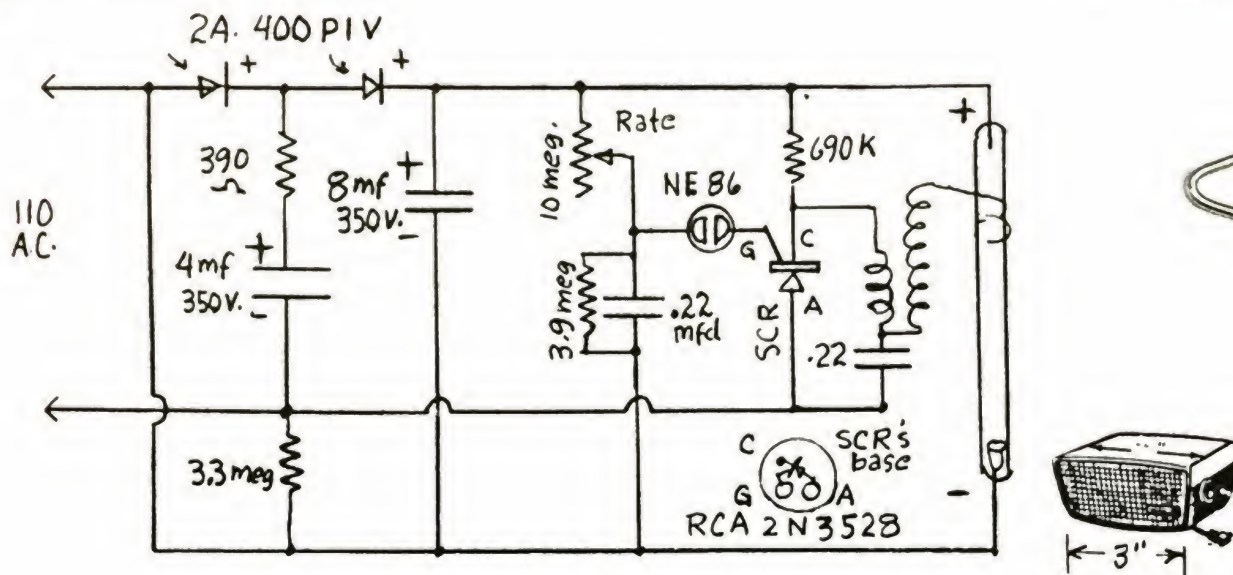 2A. 400 PIV
+
+
110
A.C.
390
Ω
+
4mf
350V.
-
+
8mf
350V.
-
10 meg.
Rate
3.9 meg
.22
mfd
NE 86
G
C
A
SCR
690K
.22
+
-
3.3 meg
C
G
A
SCR's
base
RCA 2N3528
3"